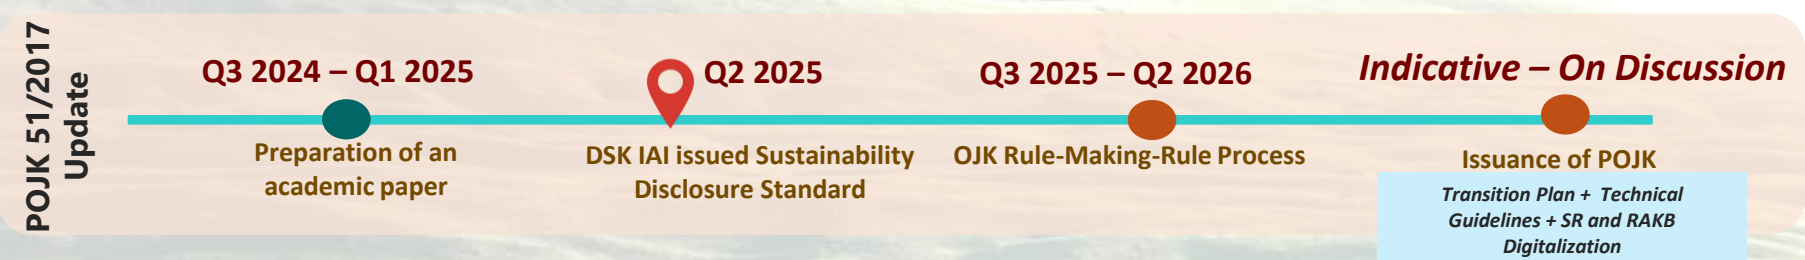 POJK 51/2017
Update
Q3 2024 – Q1 2025
Preparation of an
academic paper
Q2 2025
DSK IAI issued Sustainability
Disclosure Standard
Q3 2025 – Q2 2026
OJK Rule-Making-Rule Process
Indicative – On Discussion
Issuance of POJK
Transition Plan + Technical
Guidelines + SR and RAKB
Digitalization